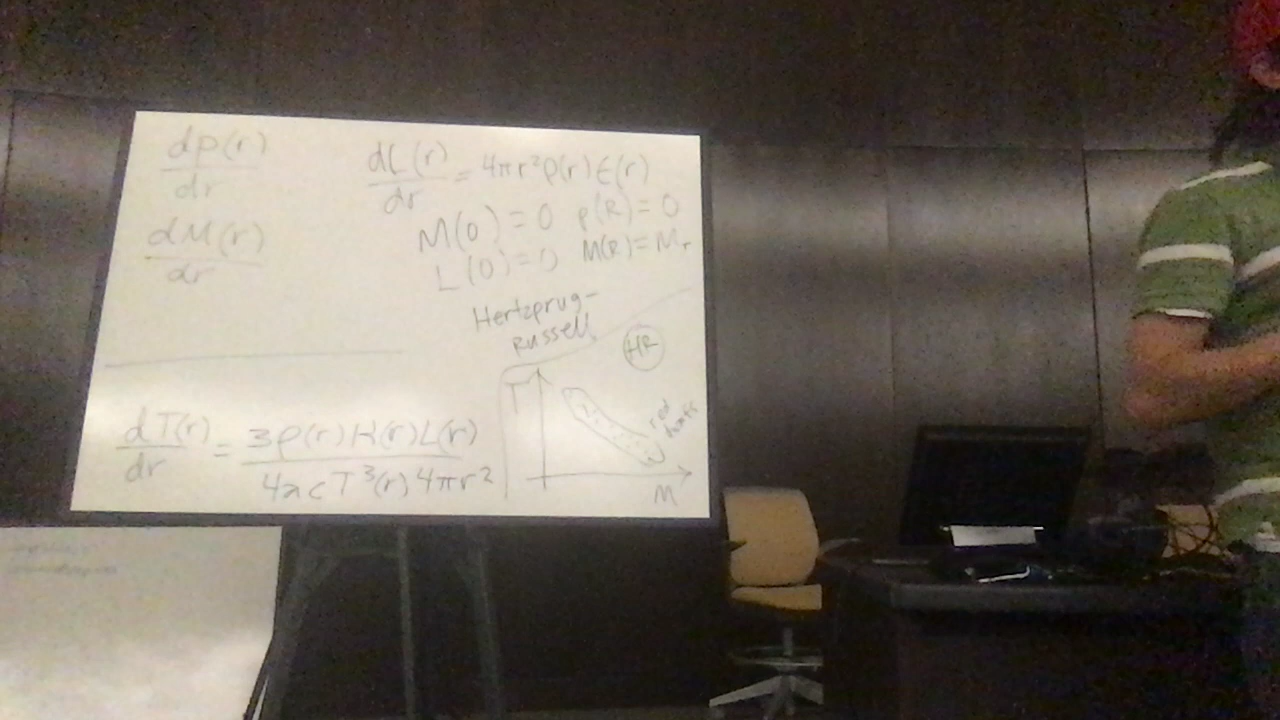 dp(r)
dr
dM(r)
dr
dL(r)
dr
= 4πr²ρ(r)ε(r)
M(0) = 0 p(R) = 0
L(0) = 0 M(R) = Mᵣ
Hertzprug-
Russell
HR
T
red
M
dT(r)
dr
= 3ρ(r)K(r)L(r)
4acT³(r)4πr²